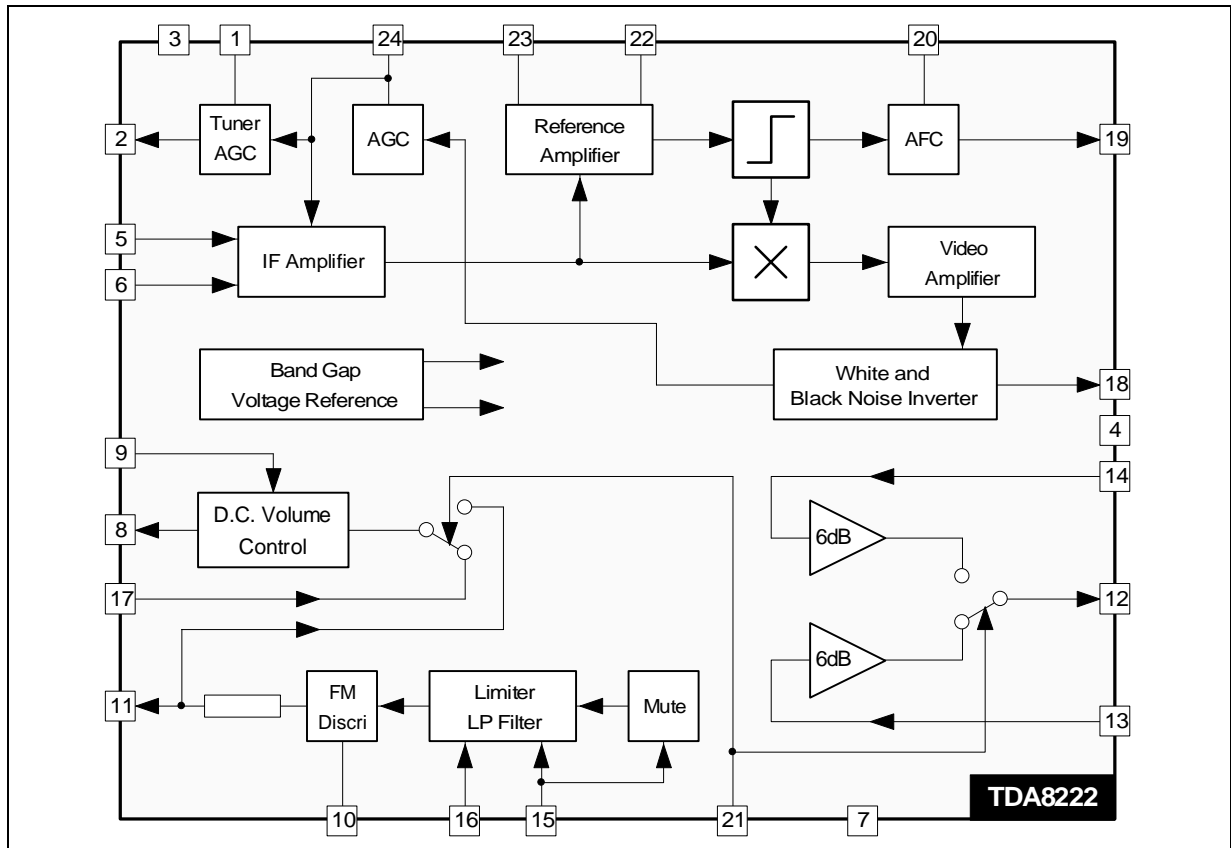 3
1
24
23
22
20
2
Tuner
AGC
AGC
Reference
Amplifier
AFC
19
5
6
IF Amplifier
Video
Amplifier
Band Gap
Voltage Reference
White and
Black Noise Inverter
18
4
9
14
8
D.C. Volume
Control
6dB
17
12
6dB
11
FM
Discri
Limiter
LP Filter
Mute
13
TDA8222
10
16
15
21
7